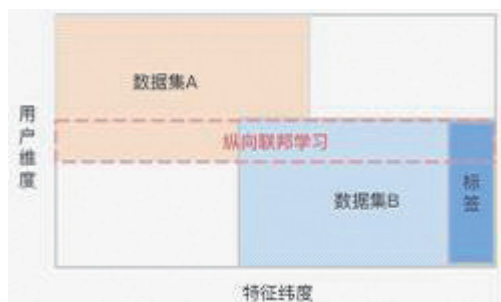 数据集A
用户维度
纵向联邦学习
数据集B
标签
特征纬度